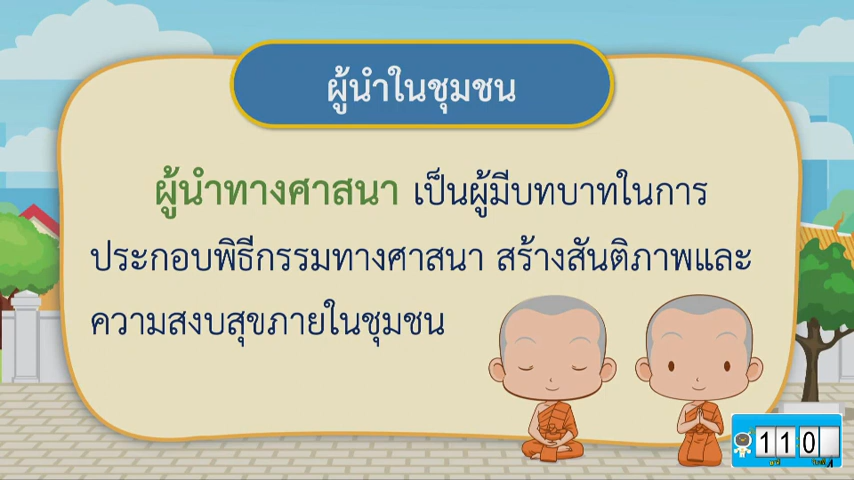 ผู้นำในชุมชน
ผู้นำทางศาสนา เป็นผู้มีบทบาทในการ
ประกอบพิธีกรรมทางศาสนา สร้างสันติภาพและ
ความสงบสุขภายในชุมชน
110